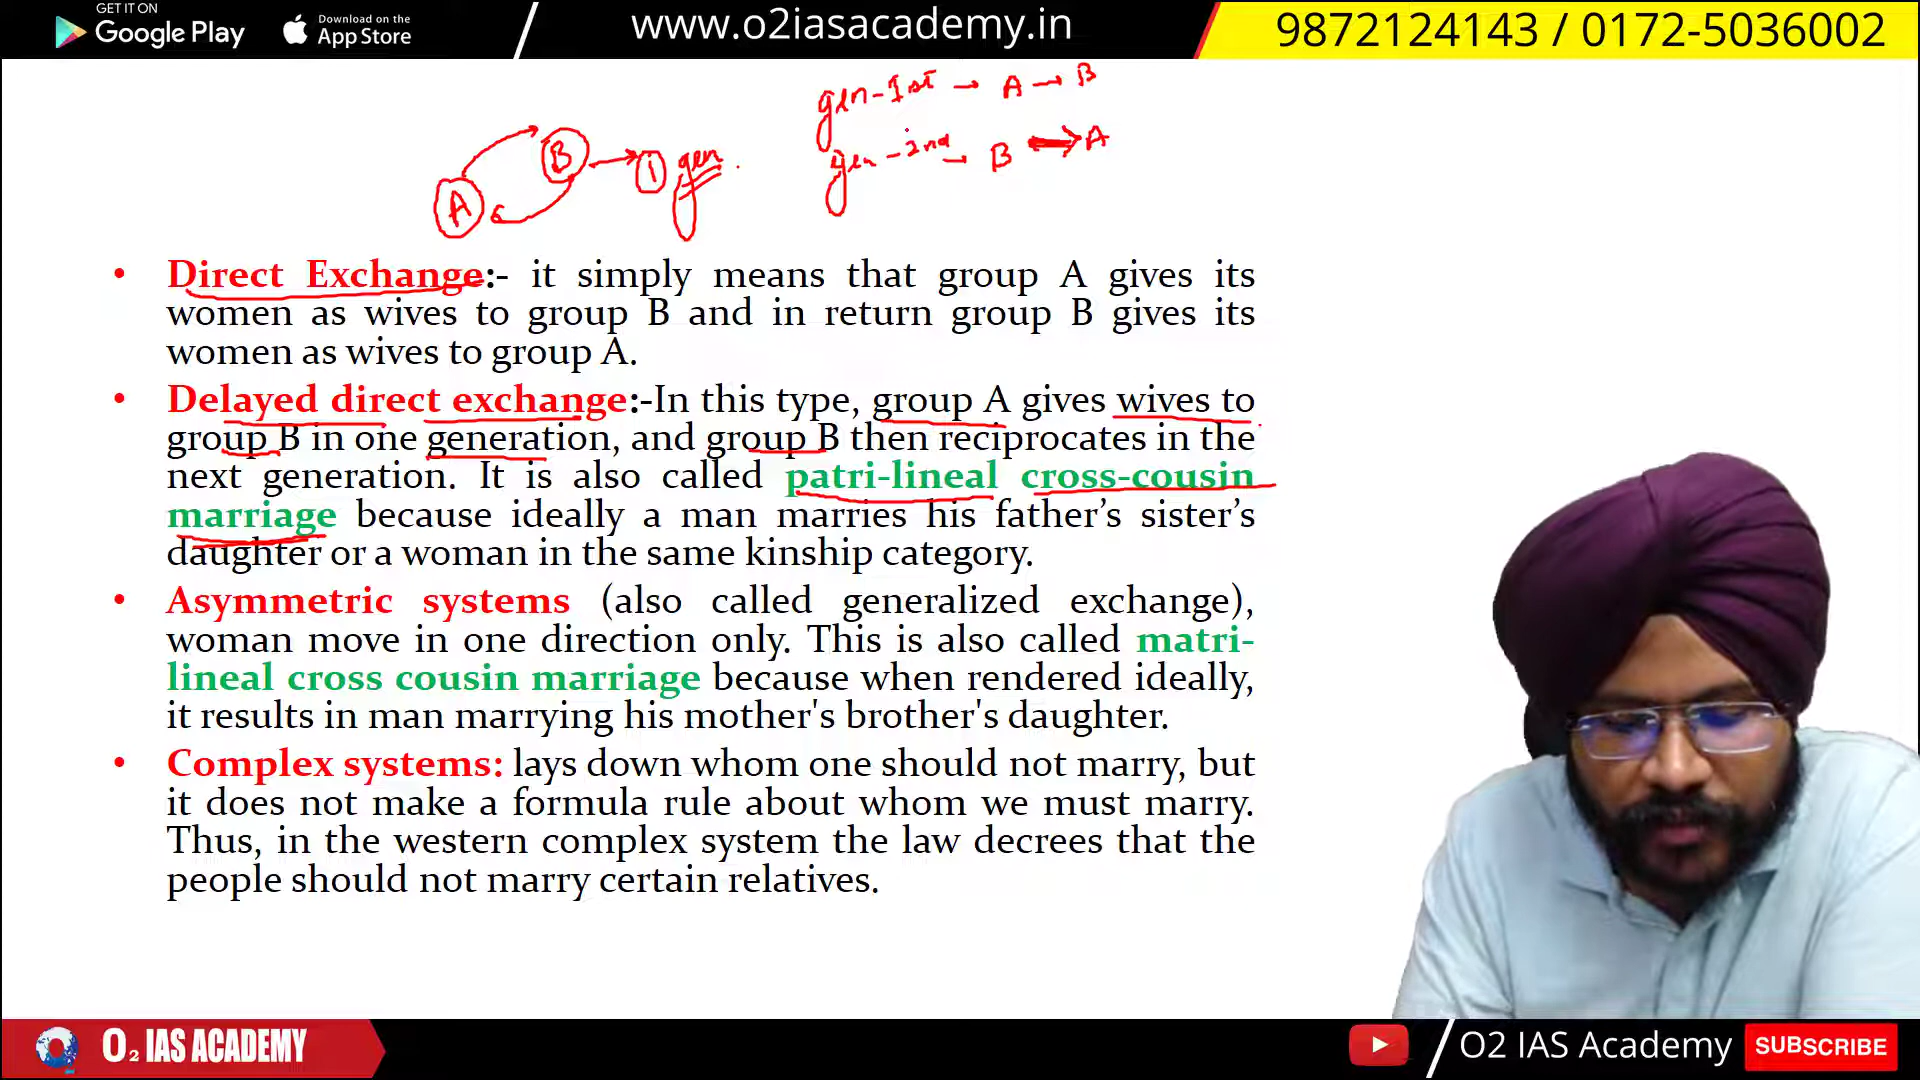 GET IT ON
Google Play
Download on the
App Store
www.o2iasacademy.in
9872124143 / 0172-5036002
gen-1st → A → B
gen-2nd → B → A
A
B
1 gen
• Direct Exchange:- it simply means that group A gives its
women as wives to group B and in return group B gives its
women as wives to group A.
• Delayed direct exchange:-In this type, group A gives wives to
group B in one generation, and group B then reciprocates in the
next generation. It is also called patri-lineal cross-cousin
marriage because ideally a man marries his father’s sister’s
daughter or a woman in the same kinship category.
• Asymmetric systems (also called generalized exchange),
woman move in one direction only. This is also called matri-
lineal cross cousin marriage because when rendered ideally,
it results in man marrying his mother's brother's daughter.
• Complex systems: lays down whom one should not marry, but
it does not make a formula rule about whom we must marry.
Thus, in the western complex system the law decrees that the
people should not marry certain relatives.
O2 IAS ACADEMY
O2 IAS Academy
SUBSCRIBE